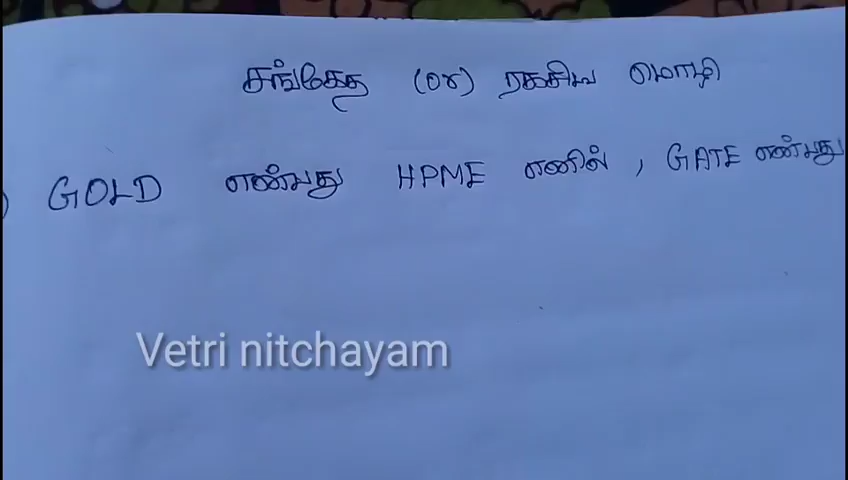 சங்கேத (or) ரகசிய மொழி
) GOLD என்பது HPME எனில் , GATE என்பது
Vetri nitchayam